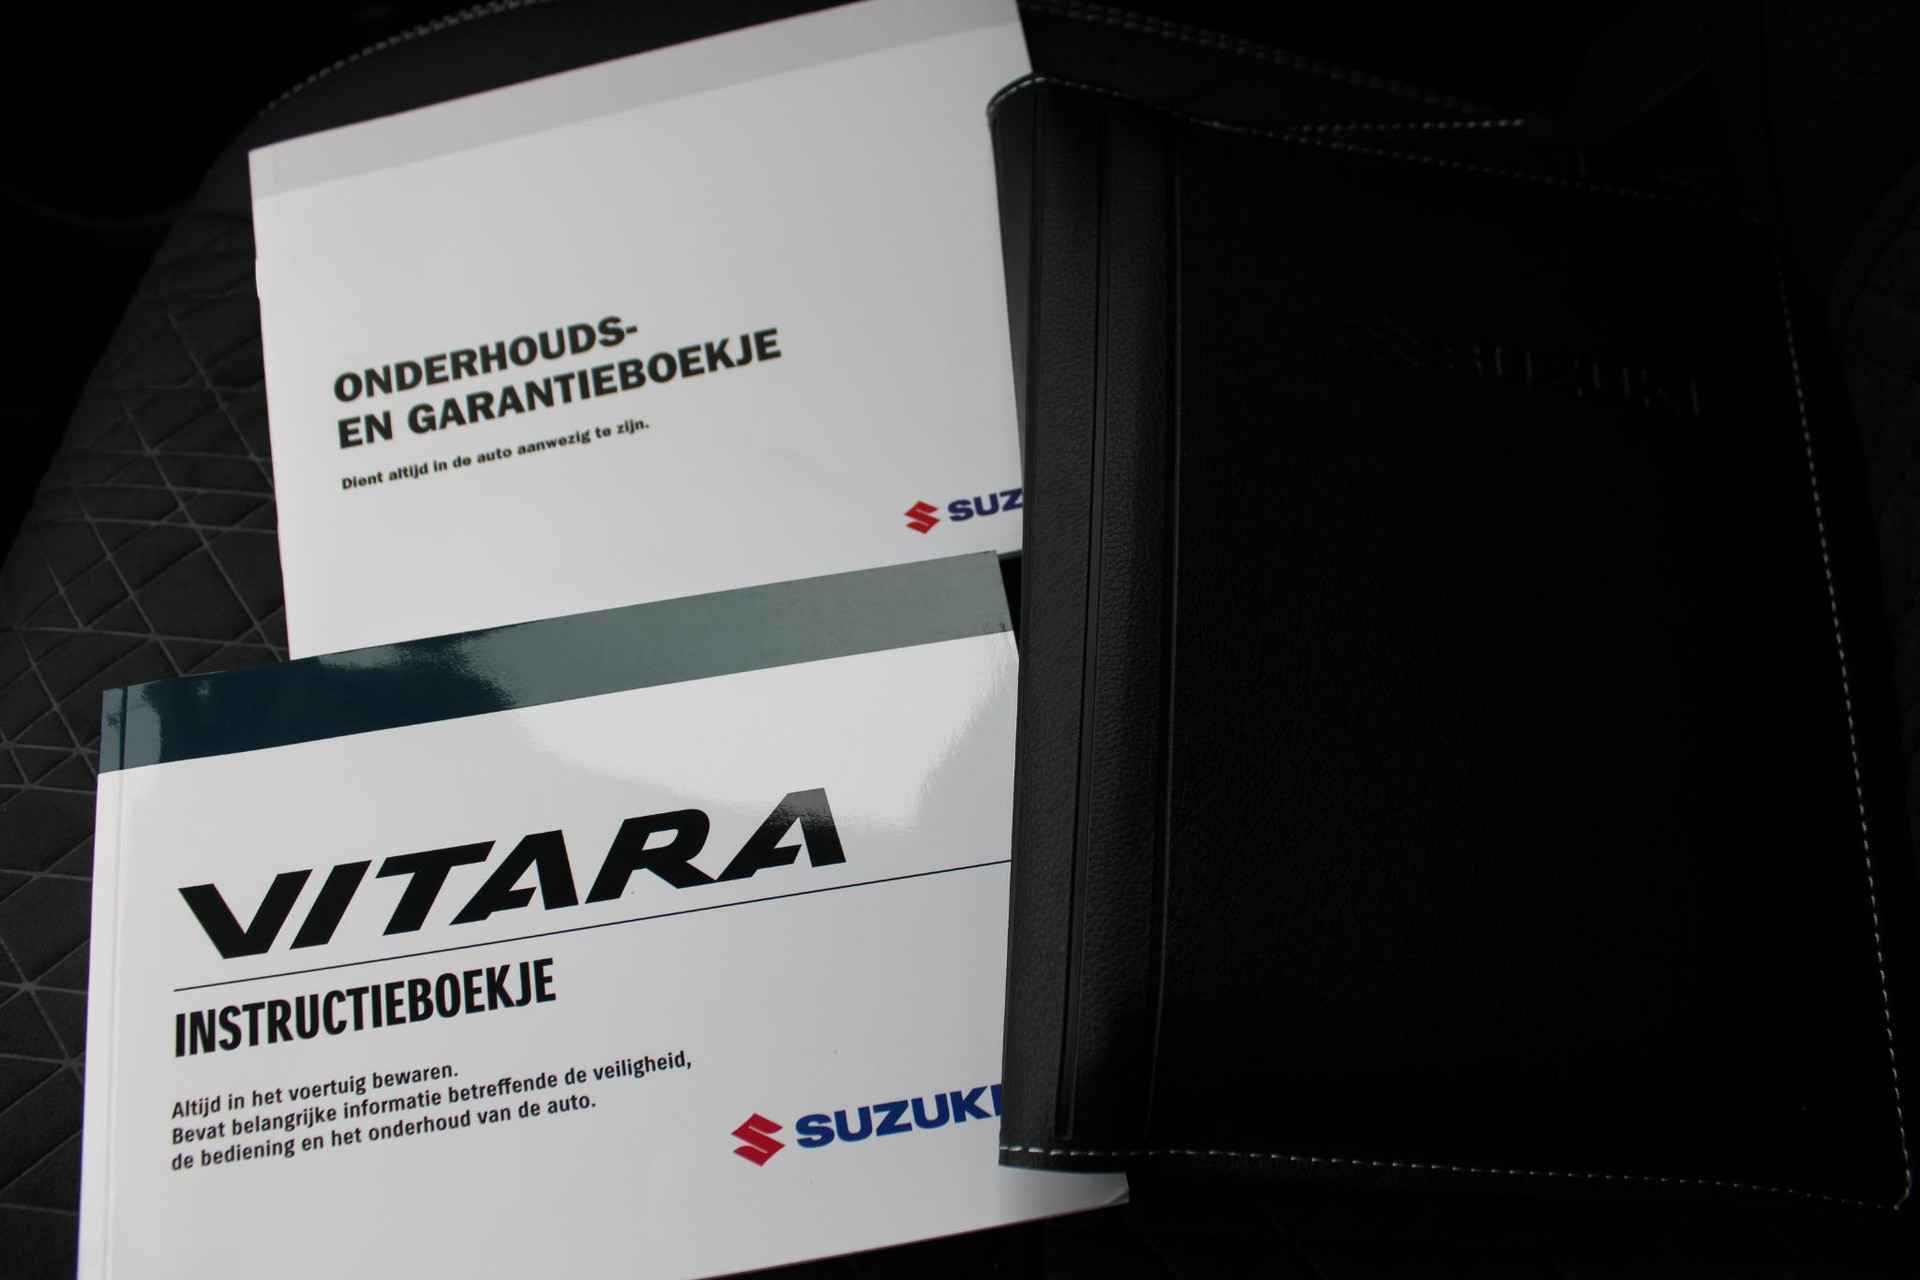 ONDERHOUDS-
EN GARANTIEBOEKJE
Dient altijd in de auto aanwezig te zijn.
SUZ
SUZUKI
VITARA
INSTRUCTIEBOEKJE
Altijd in het voertuig bewaren.
Bevat belangrijke informatie betreffende de veiligheid,
de bediening en het onderhoud van de auto.
SUZUKI